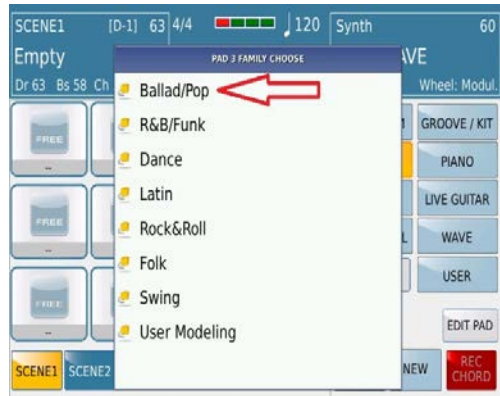 SCENE1 [D-1] 63 4/4 120 Synth 60
Empty
Dr 63 Bs 58 Ch
Wheel: Modul.
PAD 3 FAMILY CHOOSE
Ballad/Pop
R&B/Funk
Dance
Latin
Rock&Roll
Folk
Swing
User Modeling
FREE
--
FREE
FREE
--
GROOVE / KIT
PIANO
LIVE GUITAR
WAVE
USER
EDIT PAD
SCENE1 SCENE2
NEW
REC
CHORD